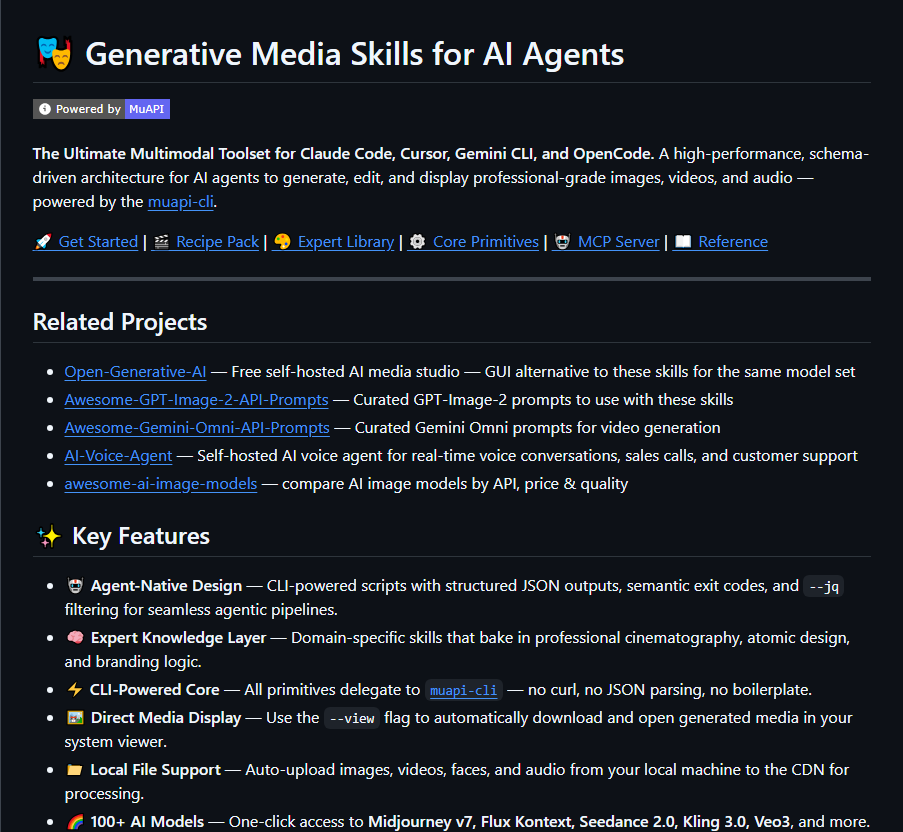 🎭 Generative Media Skills for AI Agents
Powered by MuAPI
The Ultimate Multimodal Toolset for Claude Code, Cursor, Gemini CLI, and OpenCode. A high-performance, schema-
driven architecture for AI agents to generate, edit, and display professional-grade images, videos, and audio —
powered by the muapi-cli.
🚀 Get Started | 🎬 Recipe Pack | 🎨 Expert Library | ⚙️ Core Primitives | 🤖 MCP Server | 📖 Reference
Related Projects
• Open-Generative-AI — Free self-hosted AI media studio — GUI alternative to these skills for the same model set
• Awesome-GPT-Image-2-API-Prompts — Curated GPT-Image-2 prompts to use with these skills
• Awesome-Gemini-Omni-API-Prompts — Curated Gemini Omni prompts for video generation
• AI-Voice-Agent — Self-hosted AI voice agent for real-time voice conversations, sales calls, and customer support
• awesome-ai-image-models — compare AI image models by API, price & quality
✨ Key Features
• 🤖 Agent-Native Design — CLI-powered scripts with structured JSON outputs, semantic exit codes, and --jq
filtering for seamless agentic pipelines.
• 🧠 Expert Knowledge Layer — Domain-specific skills that bake in professional cinematography, atomic design,
and branding logic.
• ⚡ CLI-Powered Core — All primitives delegate to muapi-cli — no curl, no JSON parsing, no boilerplate.
• 🖼️ Direct Media Display — Use the --view flag to automatically download and open generated media in your
system viewer.
• 📁 Local File Support — Auto-upload images, videos, faces, and audio from your local machine to the CDN for
processing.
• 🌈 100+ AI Models — One-click access to Midjourney v7, Flux Kontext, Seedance 2.0, Kling 3.0, Veo3, and more.